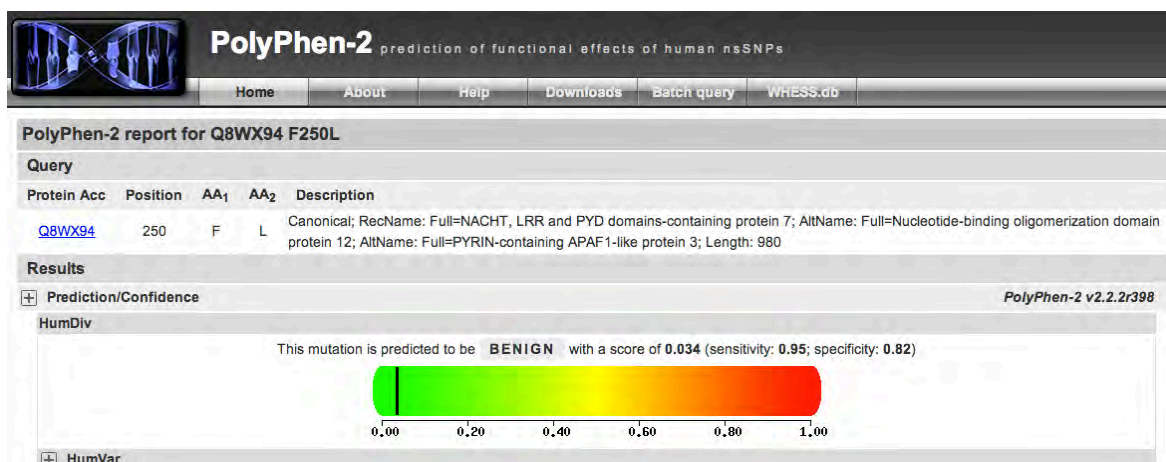 PolyPhen-2 prediction of functional effects of human nsSNPs
Home About Help Downloads Batch query WHESS.db
PolyPhen-2 report for Q8WX94 F250L
Query
Protein Acc Position AA1 AA2 Description
Q8WX94 250 F L Canonical; RecName: Full=NACHT, LRR and PYD domains-containing protein 7; AltName: Full=Nucleotide-binding oligomerization domain
protein 12; AltName: Full=PYRIN-containing APAF1-like protein 3; Length: 980
Results
+ Prediction/Confidence PolyPhen-2 v2.2.2r398
HumDiv
This mutation is predicted to be BENIGN with a score of 0.034 (sensitivity: 0.95; specificity: 0.82)
0.00 0.20 0.40 0.60 0.80 1.00
+ HumVar